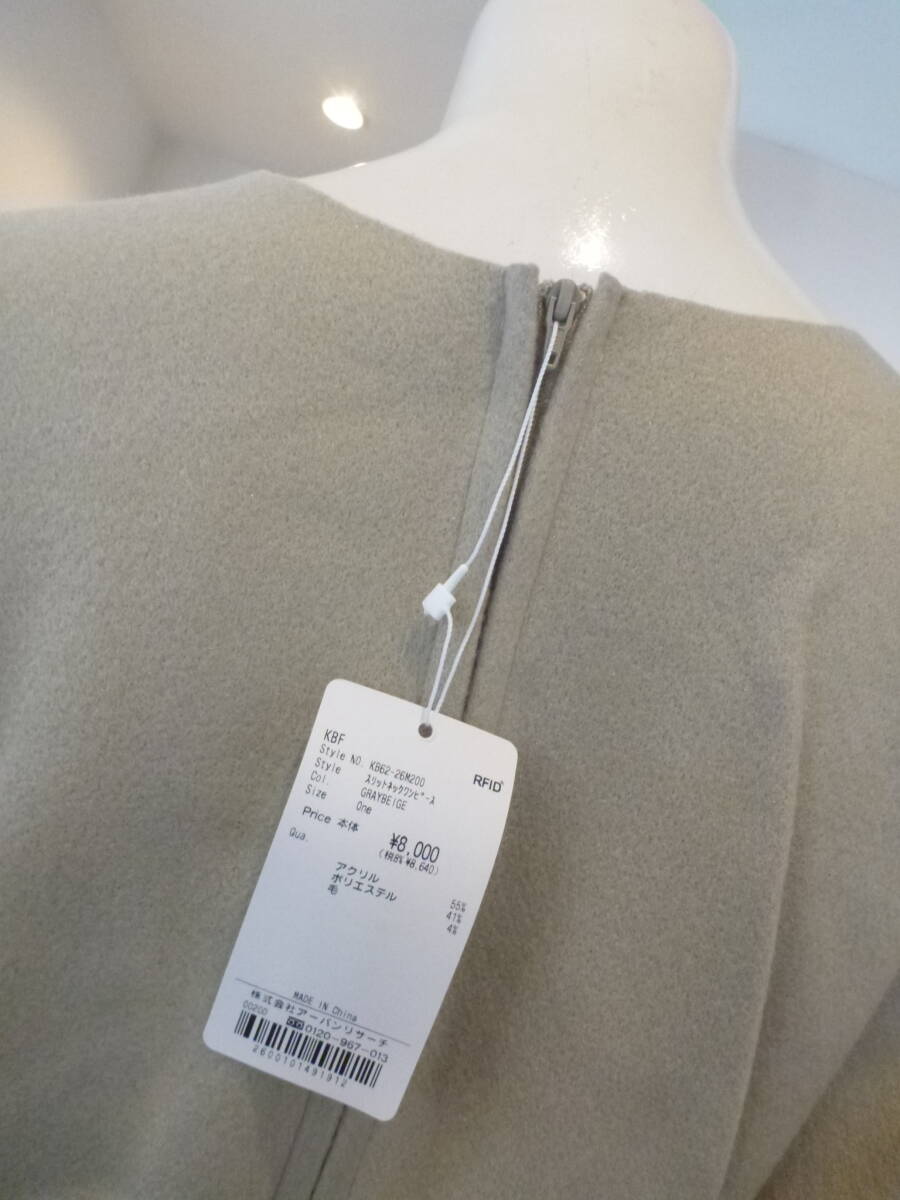 KBF
RFID
Style NO. KB62-26M200
Style スリットネックワンピース
Col. GRAYBEIGE
Size One
Price 本体 ¥8,000
(税8% ¥8,640)
Qua.
アクリル 55%
ポリエステル 41%
毛 4%
MADE IN China
株式会社アーバンリサーチ
00200 0120-967-013
2600101491912